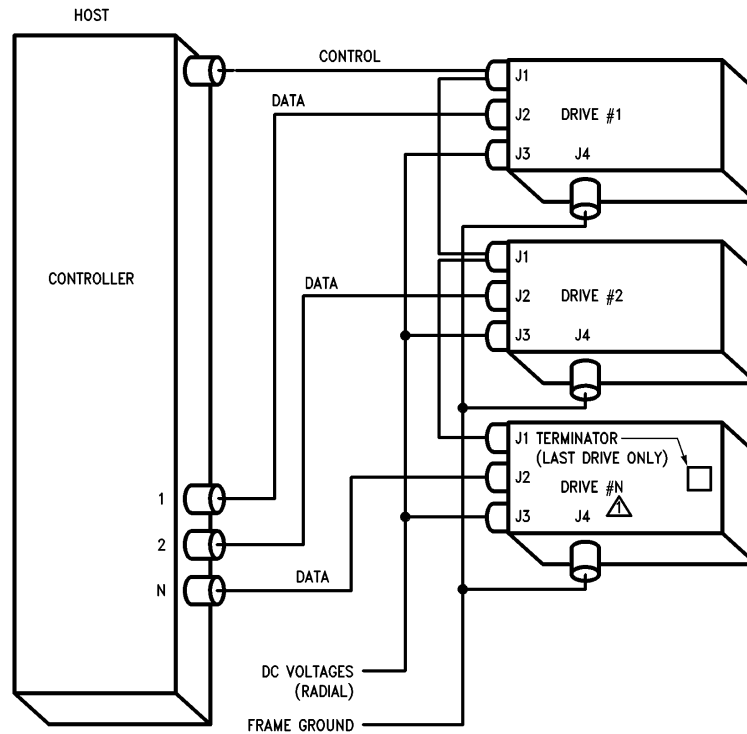 HOST
CONTROLLER
CONTROL
DATA
DATA
DATA
1
2
N
J1
J2
DRIVE #1
J3
J4
J1
J2
DRIVE #2
J3
J4
J1
TERMINATOR
(LAST DRIVE ONLY)
J2
DRIVE #N
J3
J4
1
DC VOLTAGES
(RADIAL)
FRAME GROUND